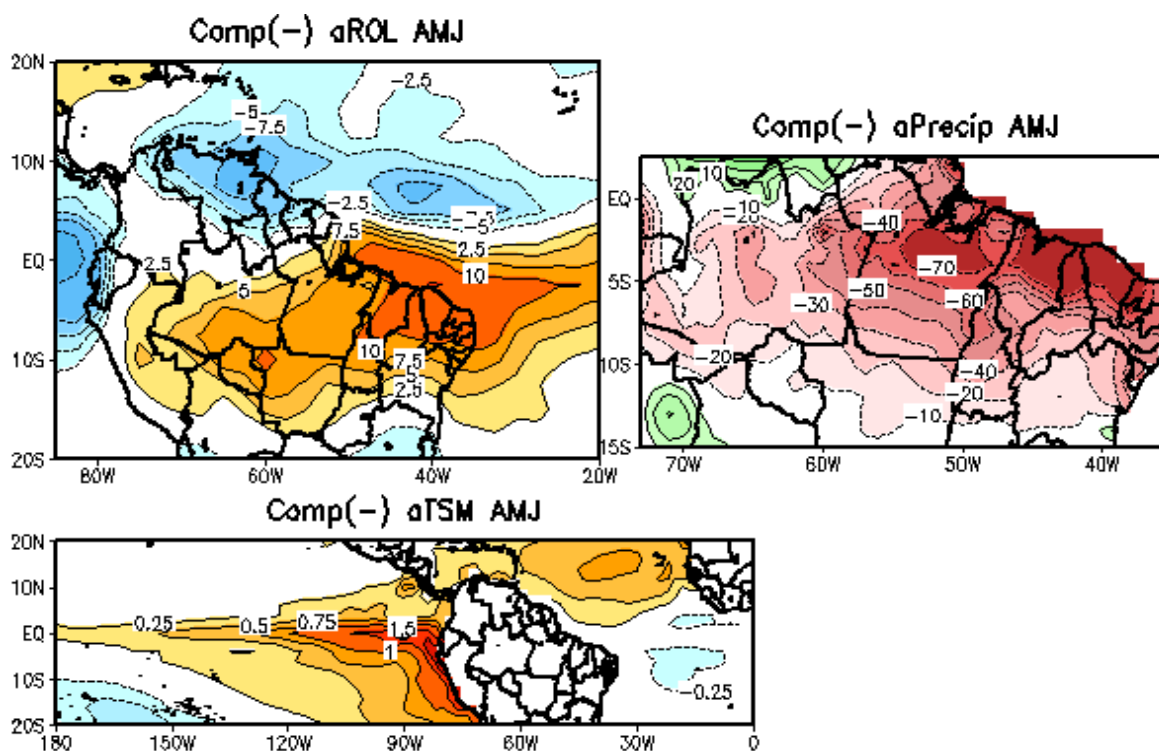 Comp(-) aROL AMJ
20N
10N
EQ
10S
20S
80W 60W 40W 20W
-2.5
-5
-7.5
-2.5
7.5
-7.5
2.5
10
2.5
5
10
7.5
5
-2.5
Comp(-) aPrecip AMJ
EQ
5S
10S
15S
70W 60W 50W 40W
20
-10
-10
-40
-70
-50
-30
-60
-20
-40
-20
-10
Comp(-) aTSM AMJ
20N
10N
EQ
10S
20S
180 150W 120W 90W 60W 30W 0
0.25
0.5
0.75
1.5
1
-0.25